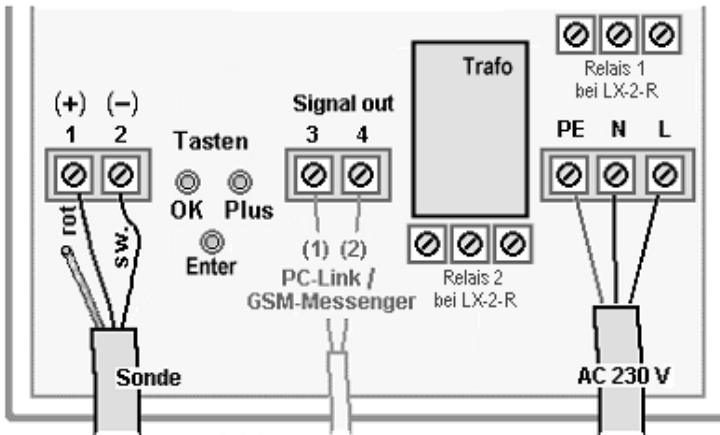 Trafo
Relais 1
bei LX-2-R
(+) (–)
1 2
Signal out
3 4
PE N L
Tasten
OK Plus
Enter
rot
sw.
(1) (2)
PC-Link /
GSM-Messenger
Relais 2
bei LX-2-R
Sonde
AC 230 V